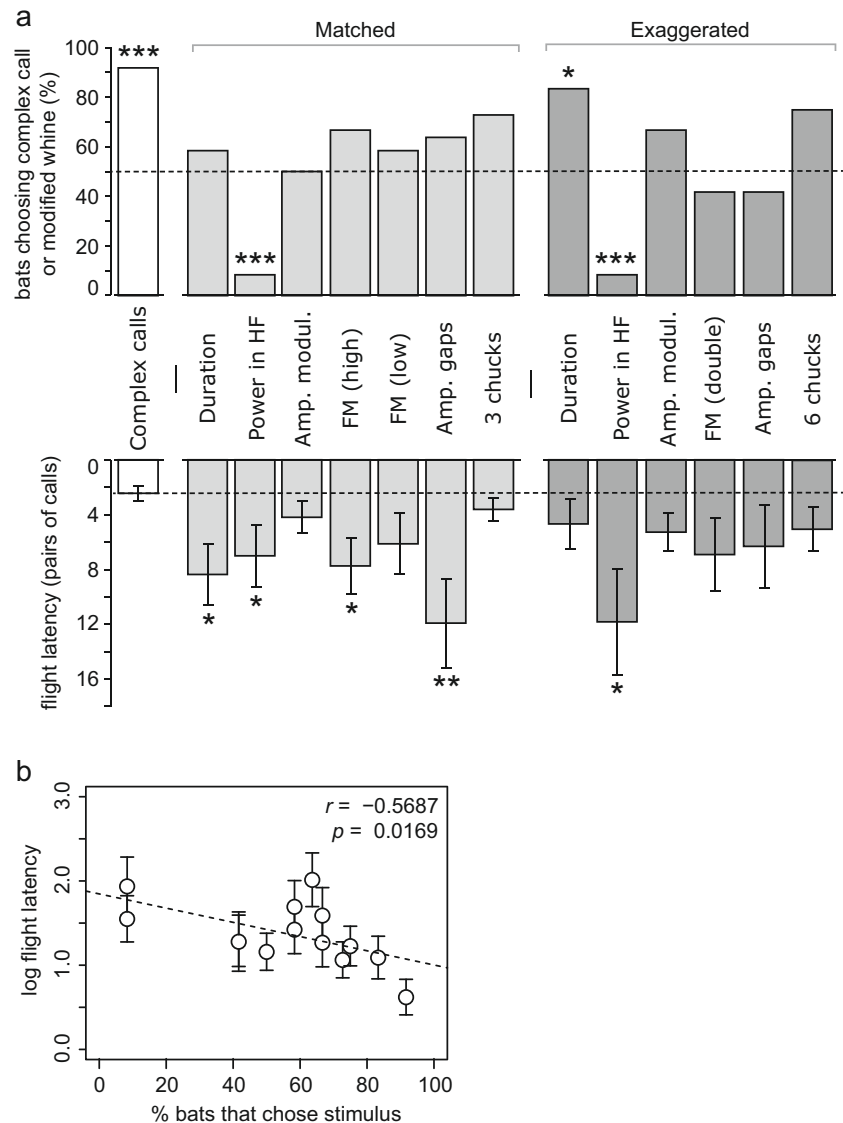 a
Matched
Exaggerated
bats choosing complex call
or modified whine (%)
100
80
60
40
20
0
***
***
*
***
Complex calls
Duration
Power in HF
Amp. modul.
FM (high)
FM (low)
Amp. gaps
3 chucks
Duration
Power in HF
Amp. modul.
FM (double)
Amp. gaps
6 chucks
flight latency (pairs of calls)
0
4
8
12
16
*
*
*
**
*
b
log flight latency
3.0
2.0
1.0
0.0
r = −0.5687
p = 0.0169
0 20 40 60 80 100
% bats that chose stimulus